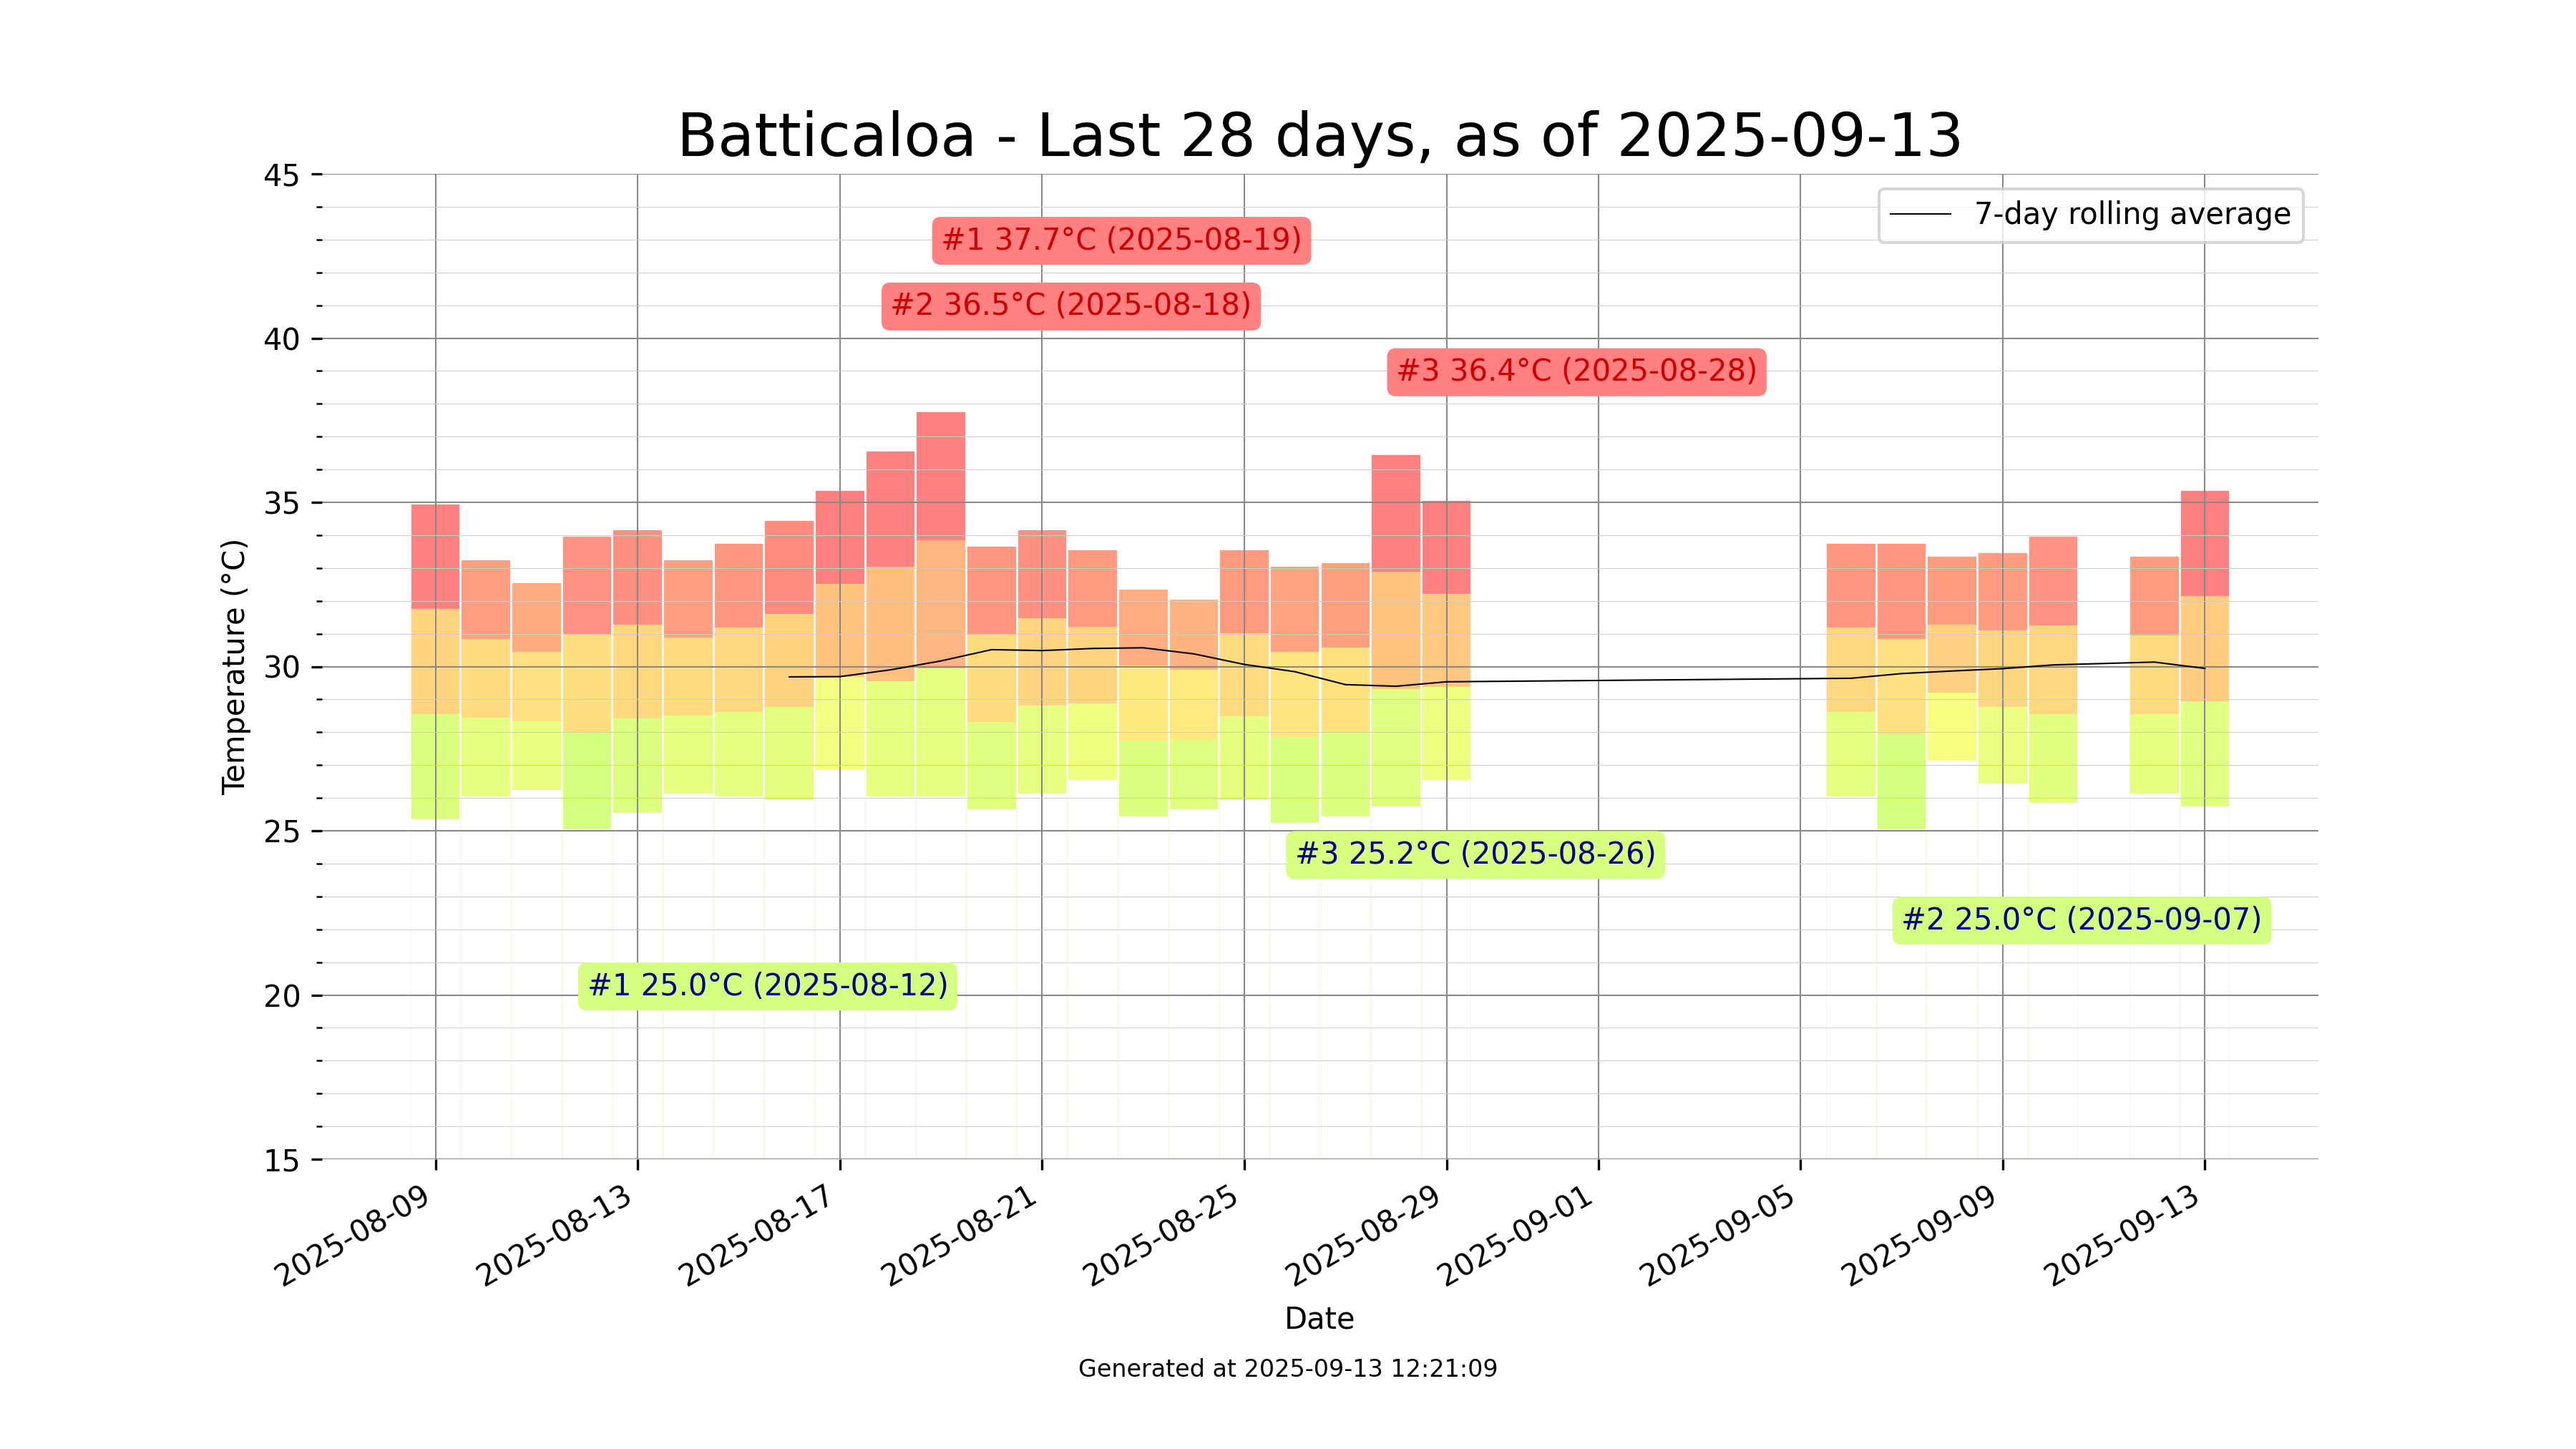 Batticaloa - Last 28 days, as of 2025-09-13
45
7-day rolling average
#1 37.7°C (2025-08-19)
#2 36.5°C (2025-08-18)
40
#3 36.4°C (2025-08-28)
35
Temperature (°C)
30
25
#3 25.2°C (2025-08-26)
#2 25.0°C (2025-09-07)
#1 25.0°C (2025-08-12)
20
15
2025-08-09
2025-08-13
2025-08-17
2025-08-21
2025-08-25
2025-08-29
2025-09-01
2025-09-05
2025-09-09
2025-09-13
Date
Generated at 2025-09-13 12:21:09